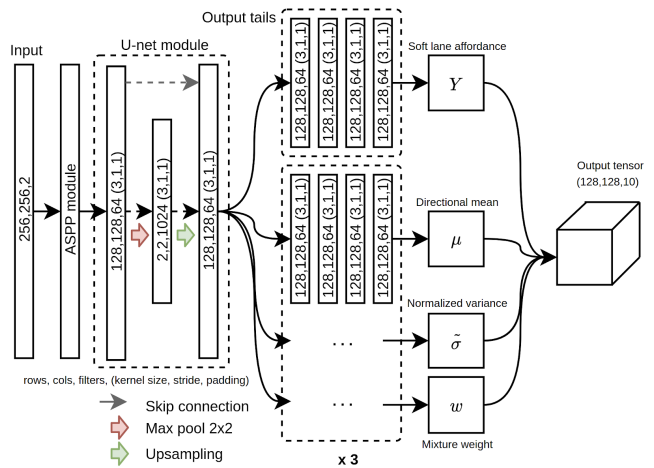 Input
256,256,2
ASPP module
U-net module
128,128,64 (3,1,1)
2,2,1024 (3,1,1)
128,128,64 (3,1,1)
Output tails
128,128,64 (3,1,1)
128,128,64 (3,1,1)
128,128,64 (3,1,1)
128,128,64 (3,1,1)
Soft lane affordance
Y
128,128,64 (3,1,1)
128,128,64 (3,1,1)
128,128,64 (3,1,1)
128,128,64 (3,1,1)
Directional mean
μ
...
Normalized variance
σ̃
...
w
Mixture weight
x 3
Output tensor
(128,128,10)
rows, cols, filters, (kernel size, stride, padding)
Skip connection
Max pool 2x2
Upsampling